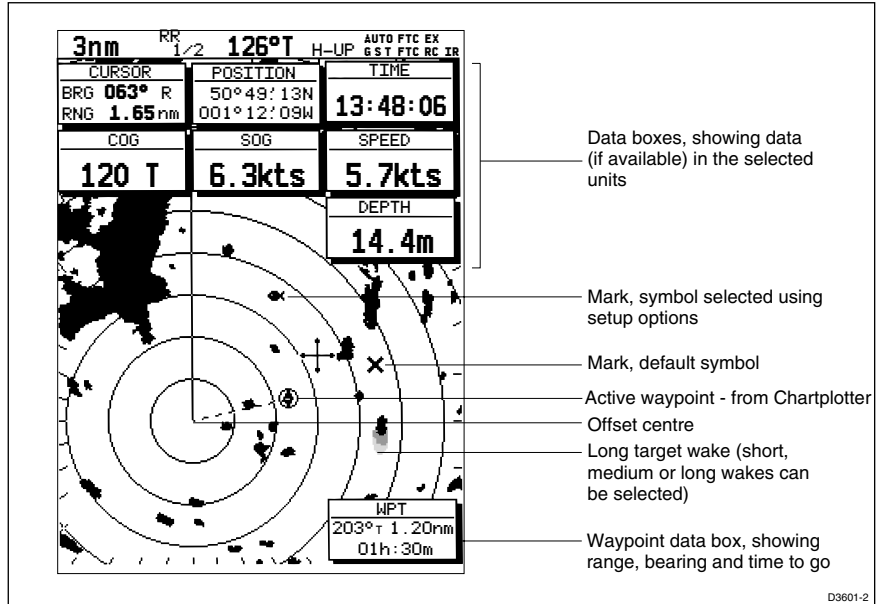 3nm RR 1/2 126°T H-UP AUTO FTC EX
GST FTC RC IR
CURSOR
BRG 063° R
RNG 1.65nm
POSITION
50°49'.13N
001°12'.09W
TIME
13:48:06
COG
120 T
SOG
6.3kts
SPEED
5.7kts
DEPTH
14.4m
Data boxes, showing data
(if available) in the selected
units
Mark, symbol selected using
setup options
Mark, default symbol
Active waypoint - from Chartplotter
Offset centre
Long target wake (short,
medium or long wakes can
be selected)
WPT
203°T 1.20nm
01h:30m
Waypoint data box, showing
range, bearing and time to go
D3601-2